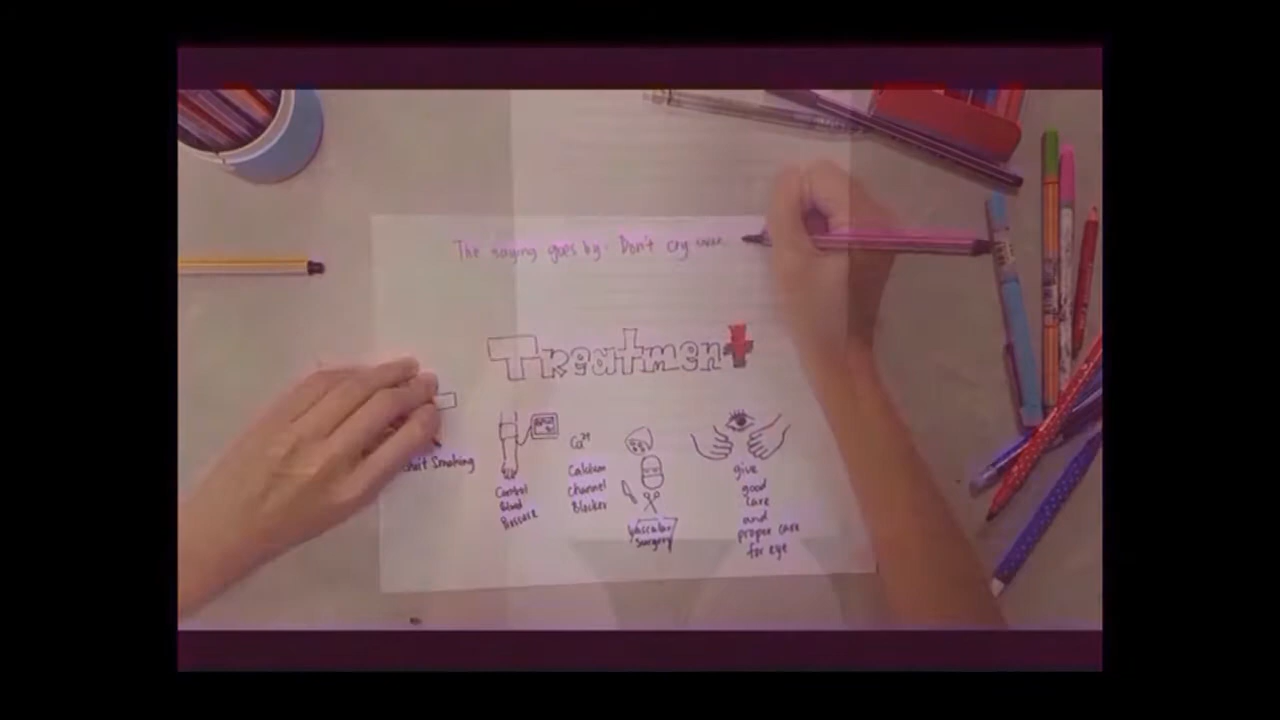 The saying goes by: Don't cry over
Treatment
Quit Smoking
Control
Blood
Pressure
Ca2+
Calcium
channel
Blocker
Vascular
Surgery
give
good
care
and
proper care
for eye